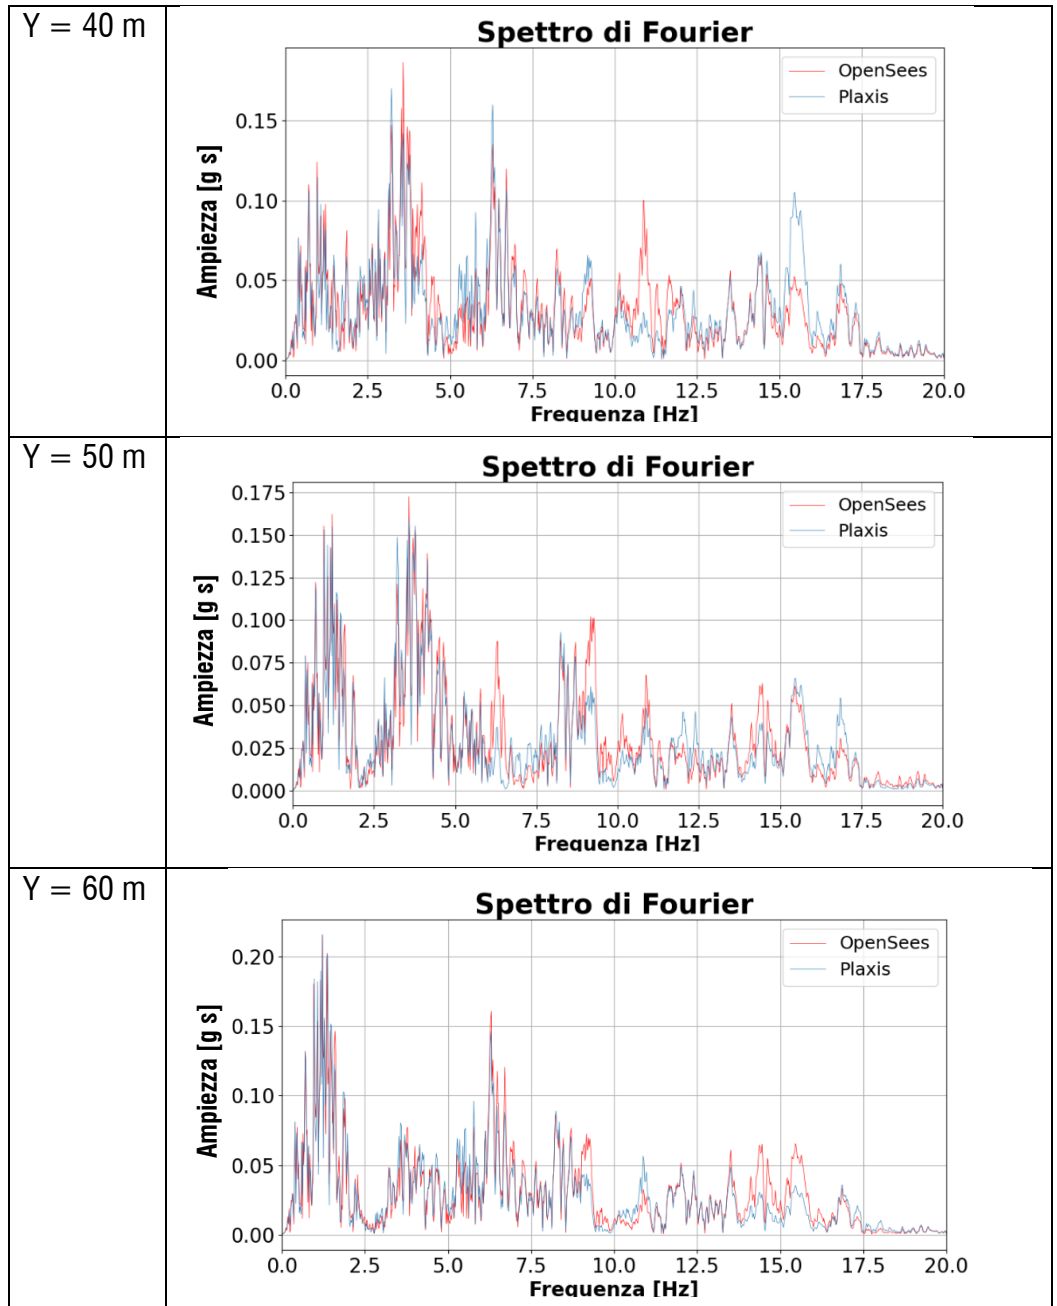 Y = 40 m
Spettro di Fourier
OpenSees
Plaxis
Ampiezza [g s]
0.15
0.10
0.05
0.00
0.0 2.5 5.0 7.5 10.0 12.5 15.0 17.5 20.0
Frequenza [Hz]
Y = 50 m
Spettro di Fourier
OpenSees
Plaxis
Ampiezza [g s]
0.175
0.150
0.125
0.100
0.075
0.050
0.025
0.000
0.0 2.5 5.0 7.5 10.0 12.5 15.0 17.5 20.0
Frequenza [Hz]
Y = 60 m
Spettro di Fourier
OpenSees
Plaxis
Ampiezza [g s]
0.20
0.15
0.10
0.05
0.00
0.0 2.5 5.0 7.5 10.0 12.5 15.0 17.5 20.0
Frequenza [Hz]